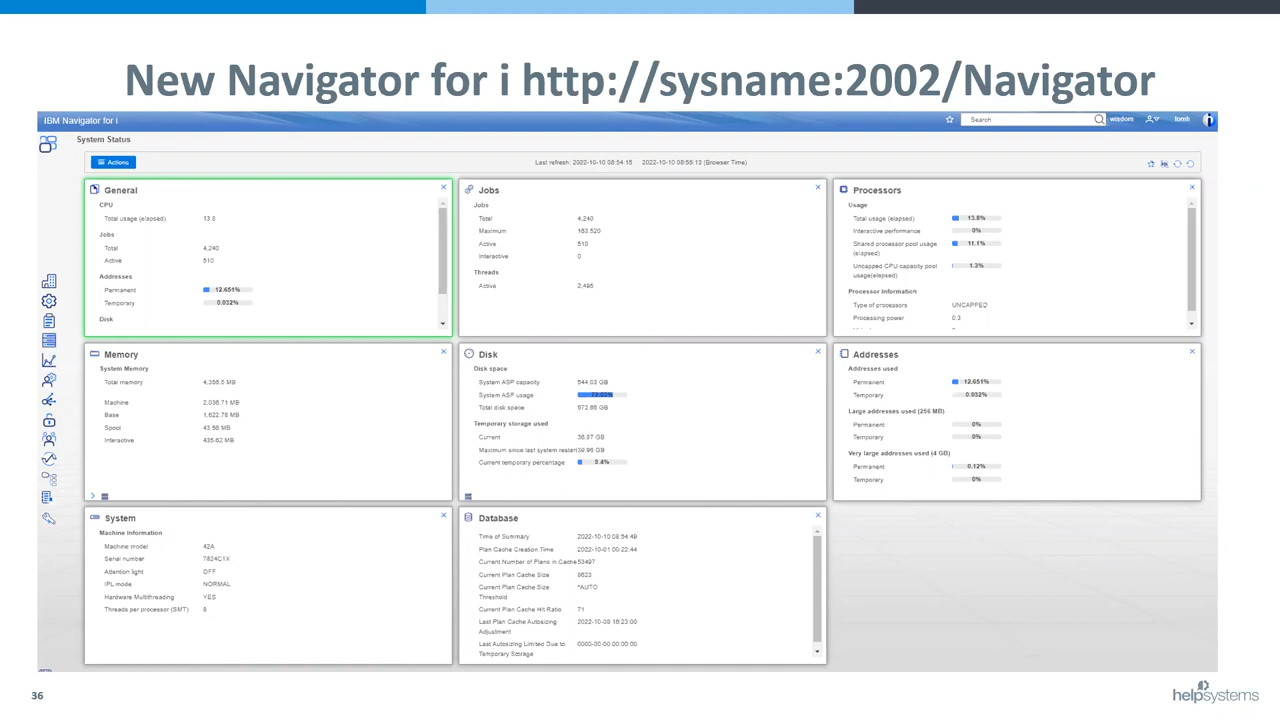 New Navigator for i http://sysname:2002/Navigator
IBM Navigator for i
Search
wisdom
tomh
System Status
Actions
Last refresh: 2022-10-10 08:54:15 2022-10-10 08:55:13 (Browser Time)
General
CPU
Total usage (elapsed) 13.8
Jobs
Total 4,240
Active 510
Addresses
Permanent 12.651%
Temporary 0.032%
Disk
Jobs
Jobs
Total 4,240
Maximum 163,520
Active 510
Interactive 0
Threads
Active 2,495
Processors
Usage
Total usage (elapsed) 13.8%
Interactive performance 0%
Shared processor pool usage 11.1%
(elapsed)
Uncapped CPU capacity pool 1.3%
usage(elapsed)
Processor Information
Type of processors UNCAPPED
Processing power 0.3
Memory
System Memory
Total memory 4,356.5 MB
Machine 2,036.71 MB
Base 1,622.78 MB
Spool 43.56 MB
Interactive 435.62 MB
Disk
Disk space
System ASP capacity 544.03 GB
System ASP usage
Total disk space 572.66 GB
Temporary storage used
Current 36.87 GB
Maximum since last system restart 39.96 GB
Current temporary percentage
Addresses
Addresses used
Permanent 12.651%
Temporary 0.032%
Large addresses used (256 MB)
Permanent 0%
Temporary 0%
Very large addresses used (4 GB)
Permanent 0.12%
Temporary 0%
System
Machine Information
Machine model 42A
Serial number 7824C1X
Attention light OFF
IPL mode NORMAL
Hardware Multithreading YES
Threads per processor (SMT) 8
Database
Time of Summary 2022-10-10 08:54:49
Plan Cache Creation Time 2022-10-01 00:22:44
Current Number of Plans in Cache 53497
Current Plan Cache Size 8623
Current Plan Cache Size *AUTO
Threshold
Current Plan Cache Hit Ratio 71
Last Plan Cache Autosizing 2022-10-08 16:23:00
Adjustment
Last Autosizing Limited Due to 0000-00-00 00:00:00
Temporary Storage
36
helpsystems